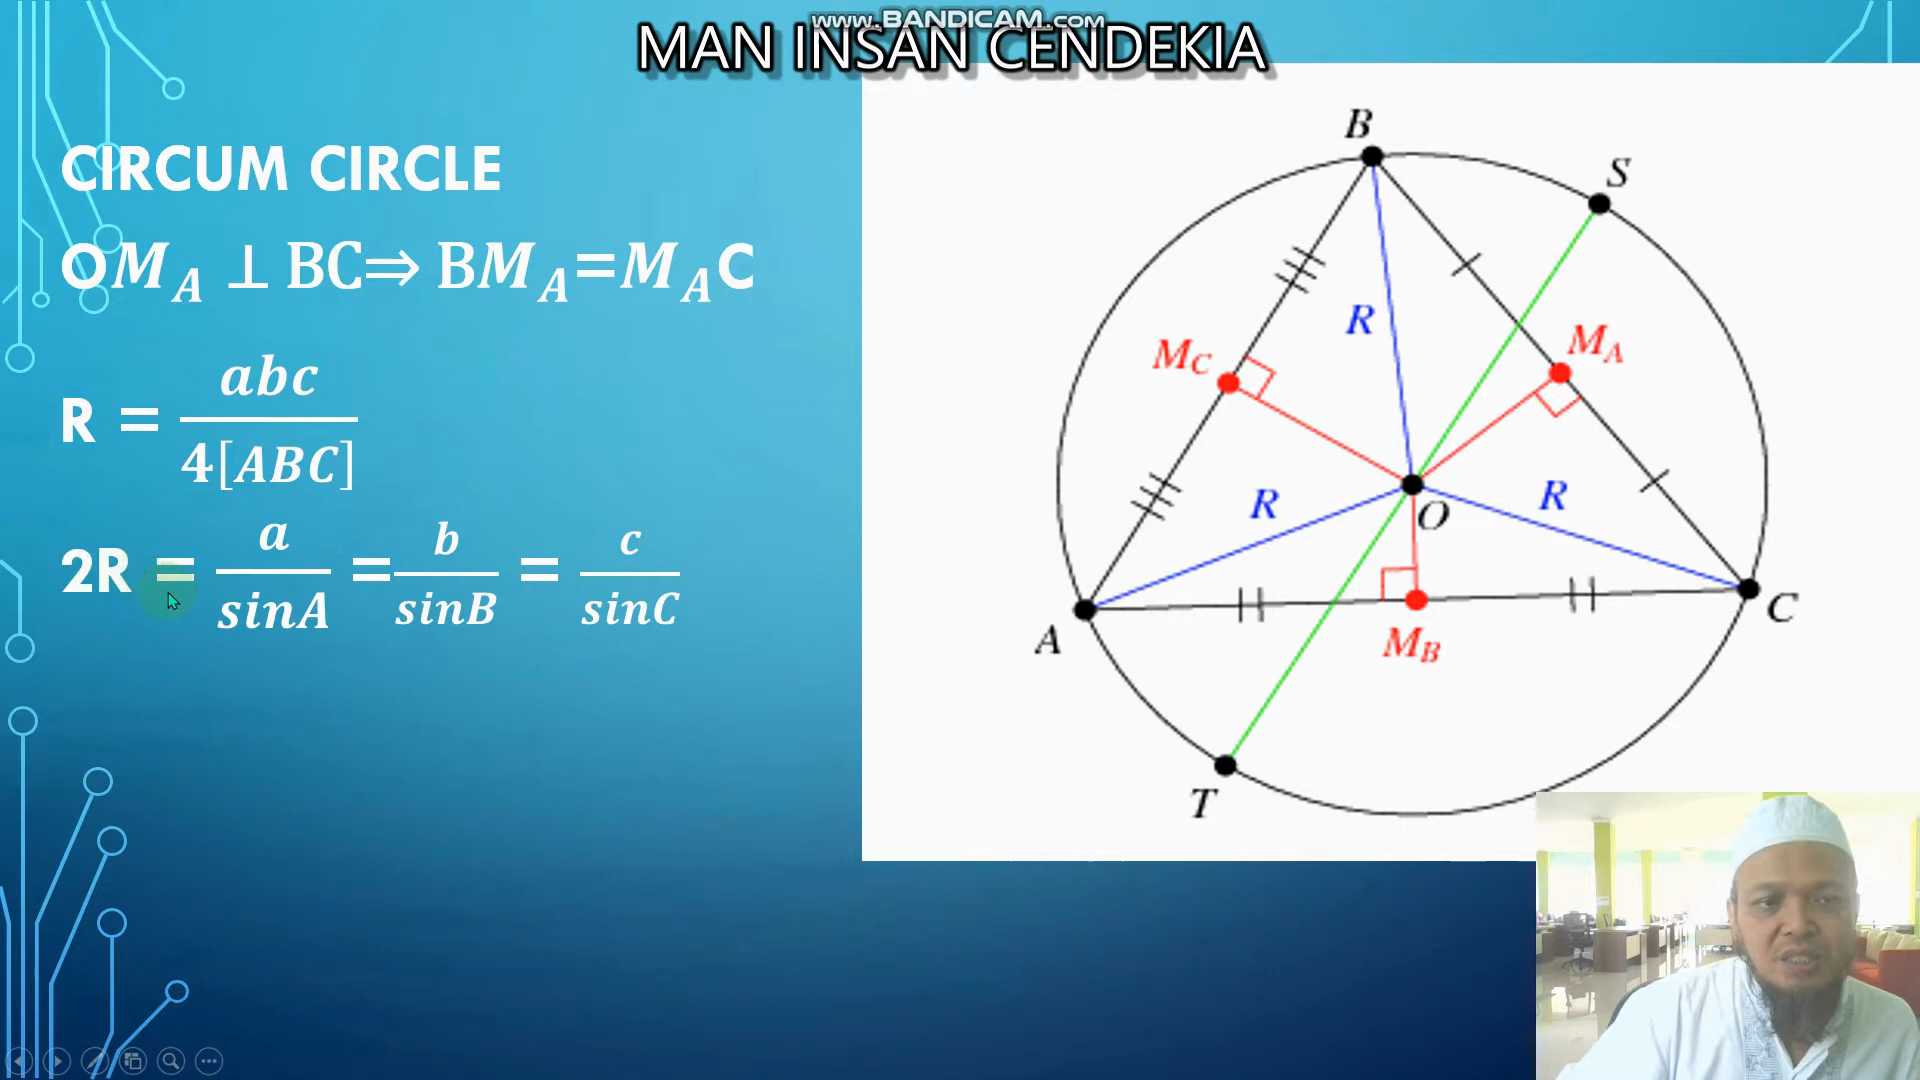 www.BANDICAM.com
MAN INSAN CENDEKIA
CIRCUM CIRCLE
OM_A ⊥ BC⇒ BM_A=M_AC
R = abc / 4[ABC]
2R = a / sinA = b / sinB = c / sinC
B
S
R
M_C
M_A
R
R
O
A
M_B
C
T